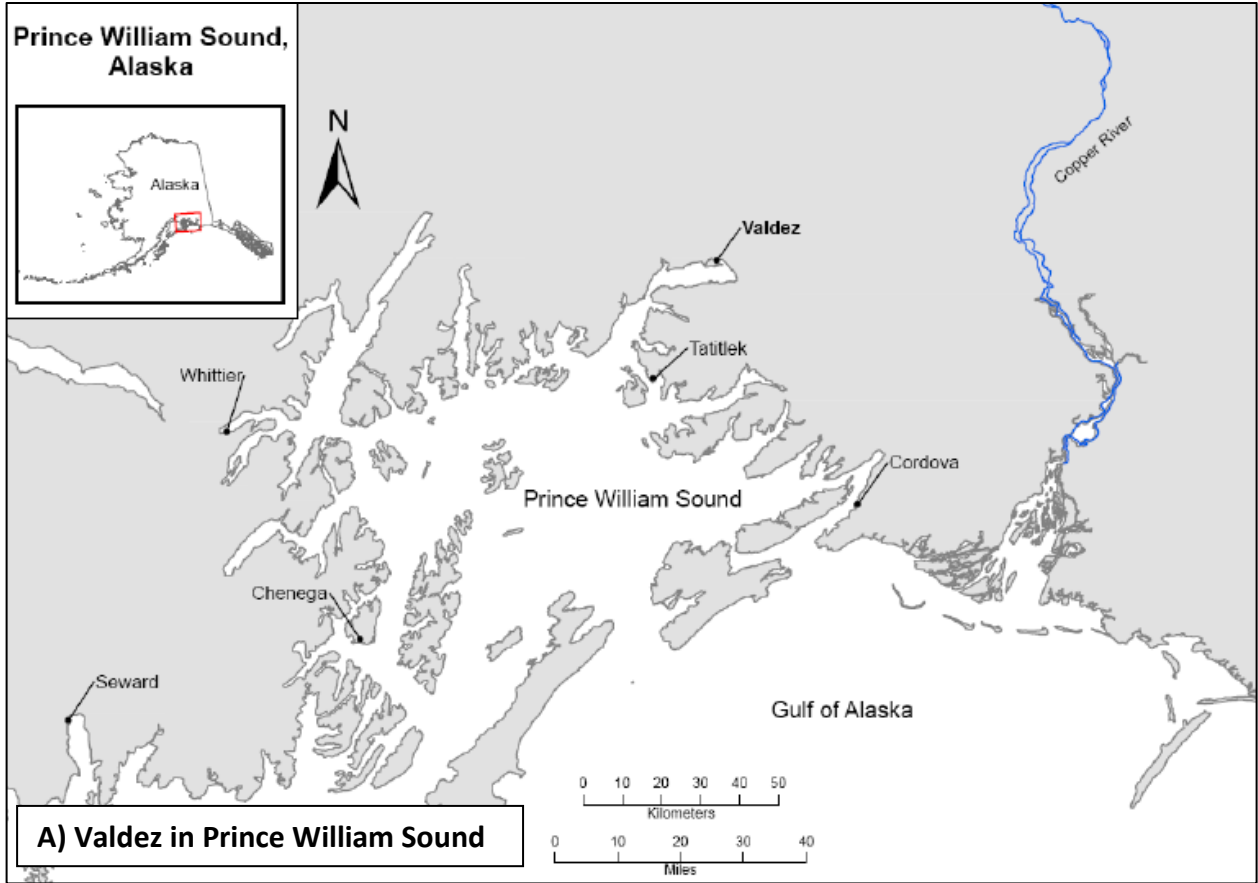 Prince William Sound,
Alaska
Alaska
N
Copper River
Valdez
Tatitlek
Whittier
Cordova
Prince William Sound
Chenega
Seward
Gulf of Alaska
0 10 20 30 40 50
Kilometers
0 10 20 30 40
Miles
A) Valdez in Prince William Sound